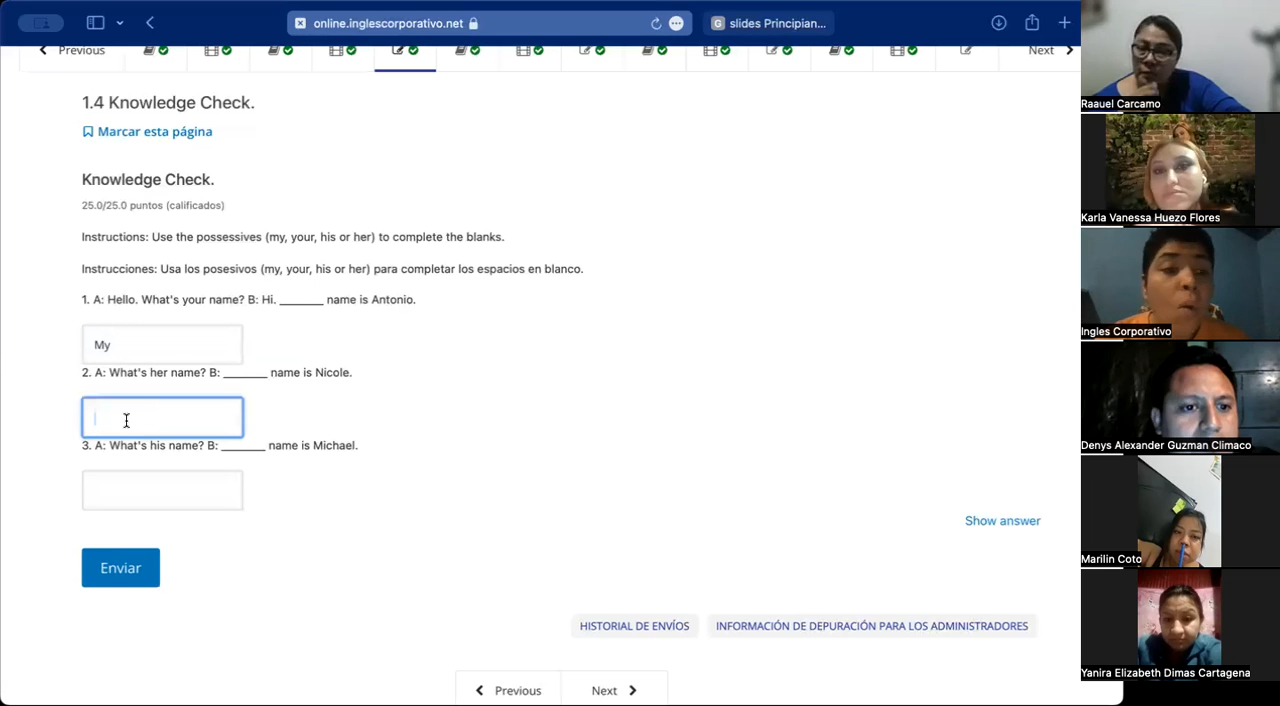 online.inglescorporativo.net
slides Principian...
Previous
Next
1.4 Knowledge Check.
Marcar esta página
Knowledge Check.
25.0/25.0 puntos (calificados)
Instructions: Use the possessives (my, your, his or her) to complete the blanks.
Instrucciones: Usa los posesivos (my, your, his or her) para completar los espacios en blanco.
1. A: Hello. What's your name? B: Hi. _______ name is Antonio.
My
2. A: What's her name? B: _______ name is Nicole.
3. A: What's his name? B: _______ name is Michael.
Show answer
Enviar
HISTORIAL DE ENVÍOS
INFORMACIÓN DE DEPURACIÓN PARA LOS ADMINISTRADORES
Previous
Next
Raauel Carcamo
Karla Vanessa Huezo Flores
Ingles Corporativo
Denys Alexander Guzman Climaco
Marilin Coto
Yanira Elizabeth Dimas Cartagena